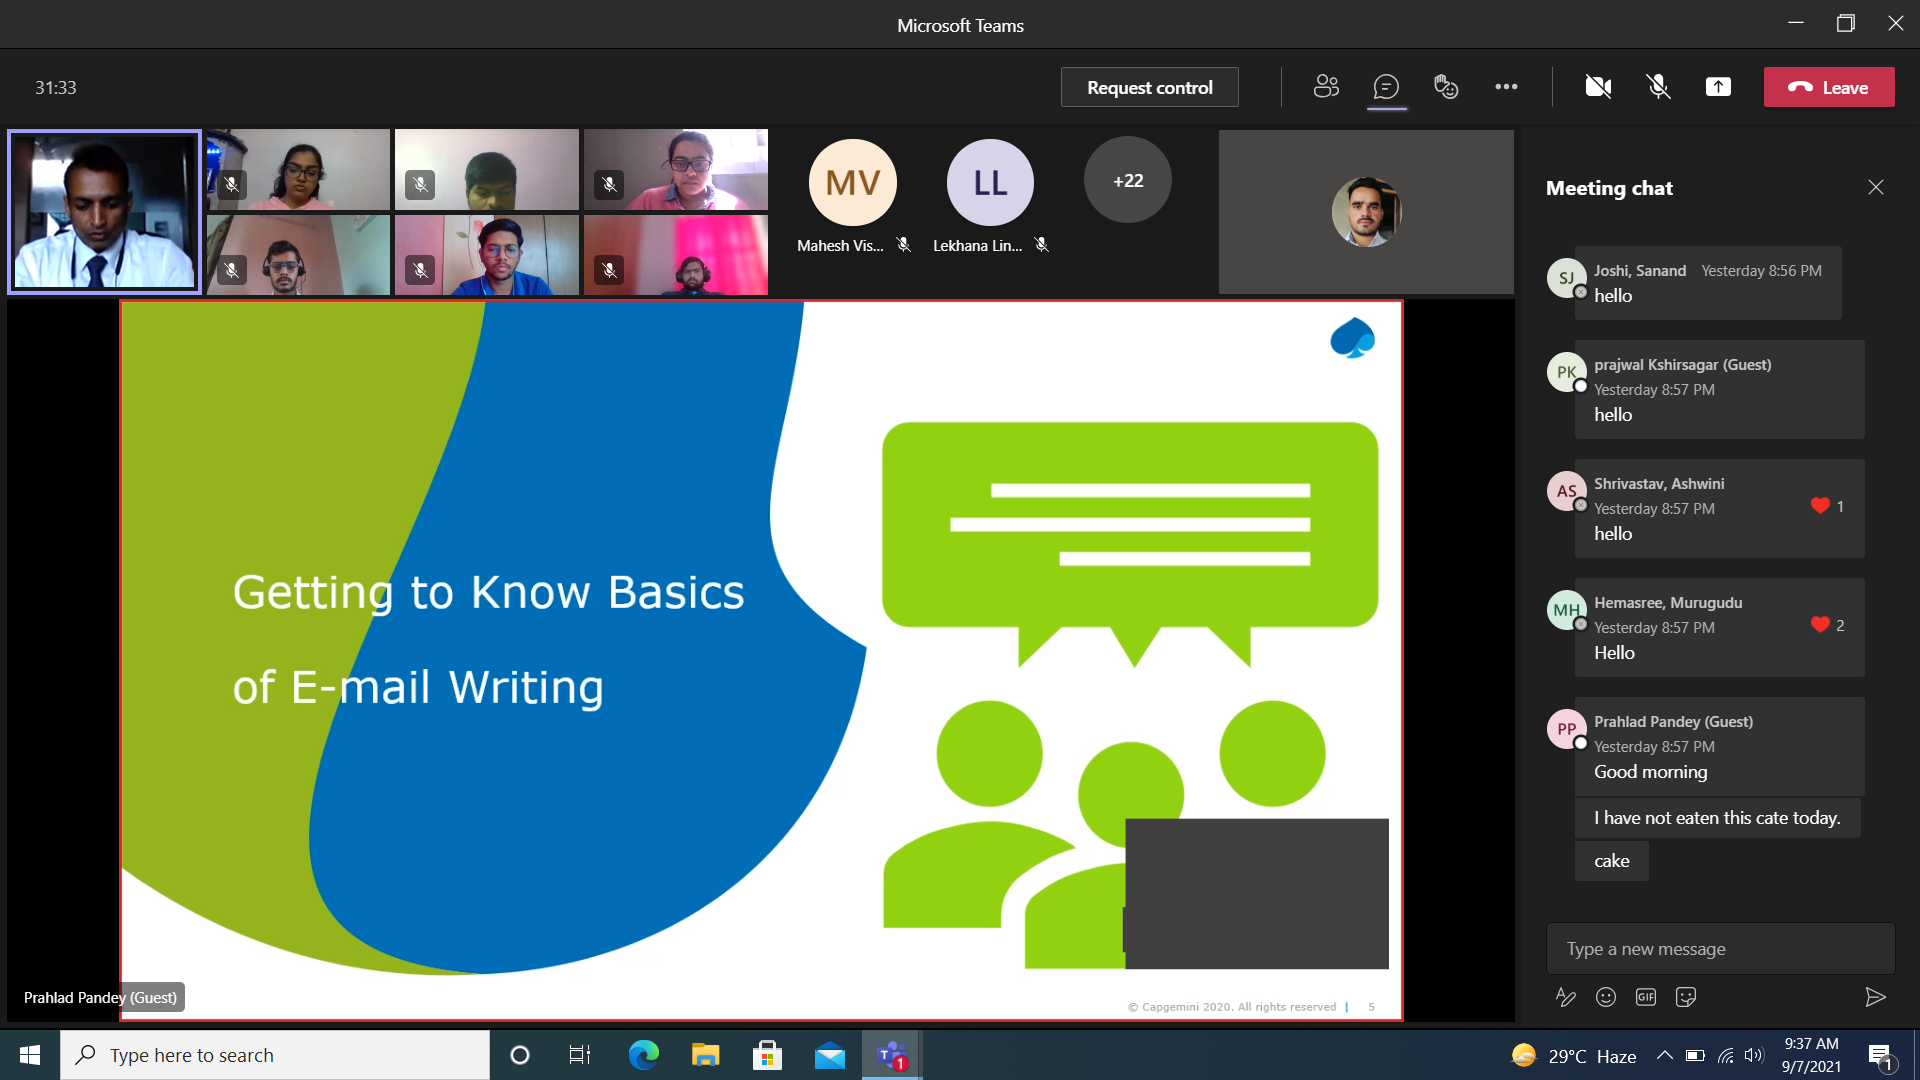 Microsoft Teams
31:33
Request control
Leave
MV
LL
+22
Mahesh Vis...
Lekhana Lin...
Getting to Know Basics
of E-mail Writing
© Capgemini 2020. All rights reserved | 5
Prahlad Pandey (Guest)
Meeting chat
SJ
Joshi, Sanand Yesterday 8:56 PM
hello
PK
prajwal Kshirsagar (Guest)
Yesterday 8:57 PM
hello
AS
Shrivastav, Ashwini
Yesterday 8:57 PM
1
hello
MH
Hemasree, Murugudu
Yesterday 8:57 PM
2
Hello
PP
Prahlad Pandey (Guest)
Yesterday 8:57 PM
Good morning
I have not eaten this cate today.
cake
Type a new message
GIF
Type here to search
T
1
29°C Haze
9:37 AM
9/7/2021
1